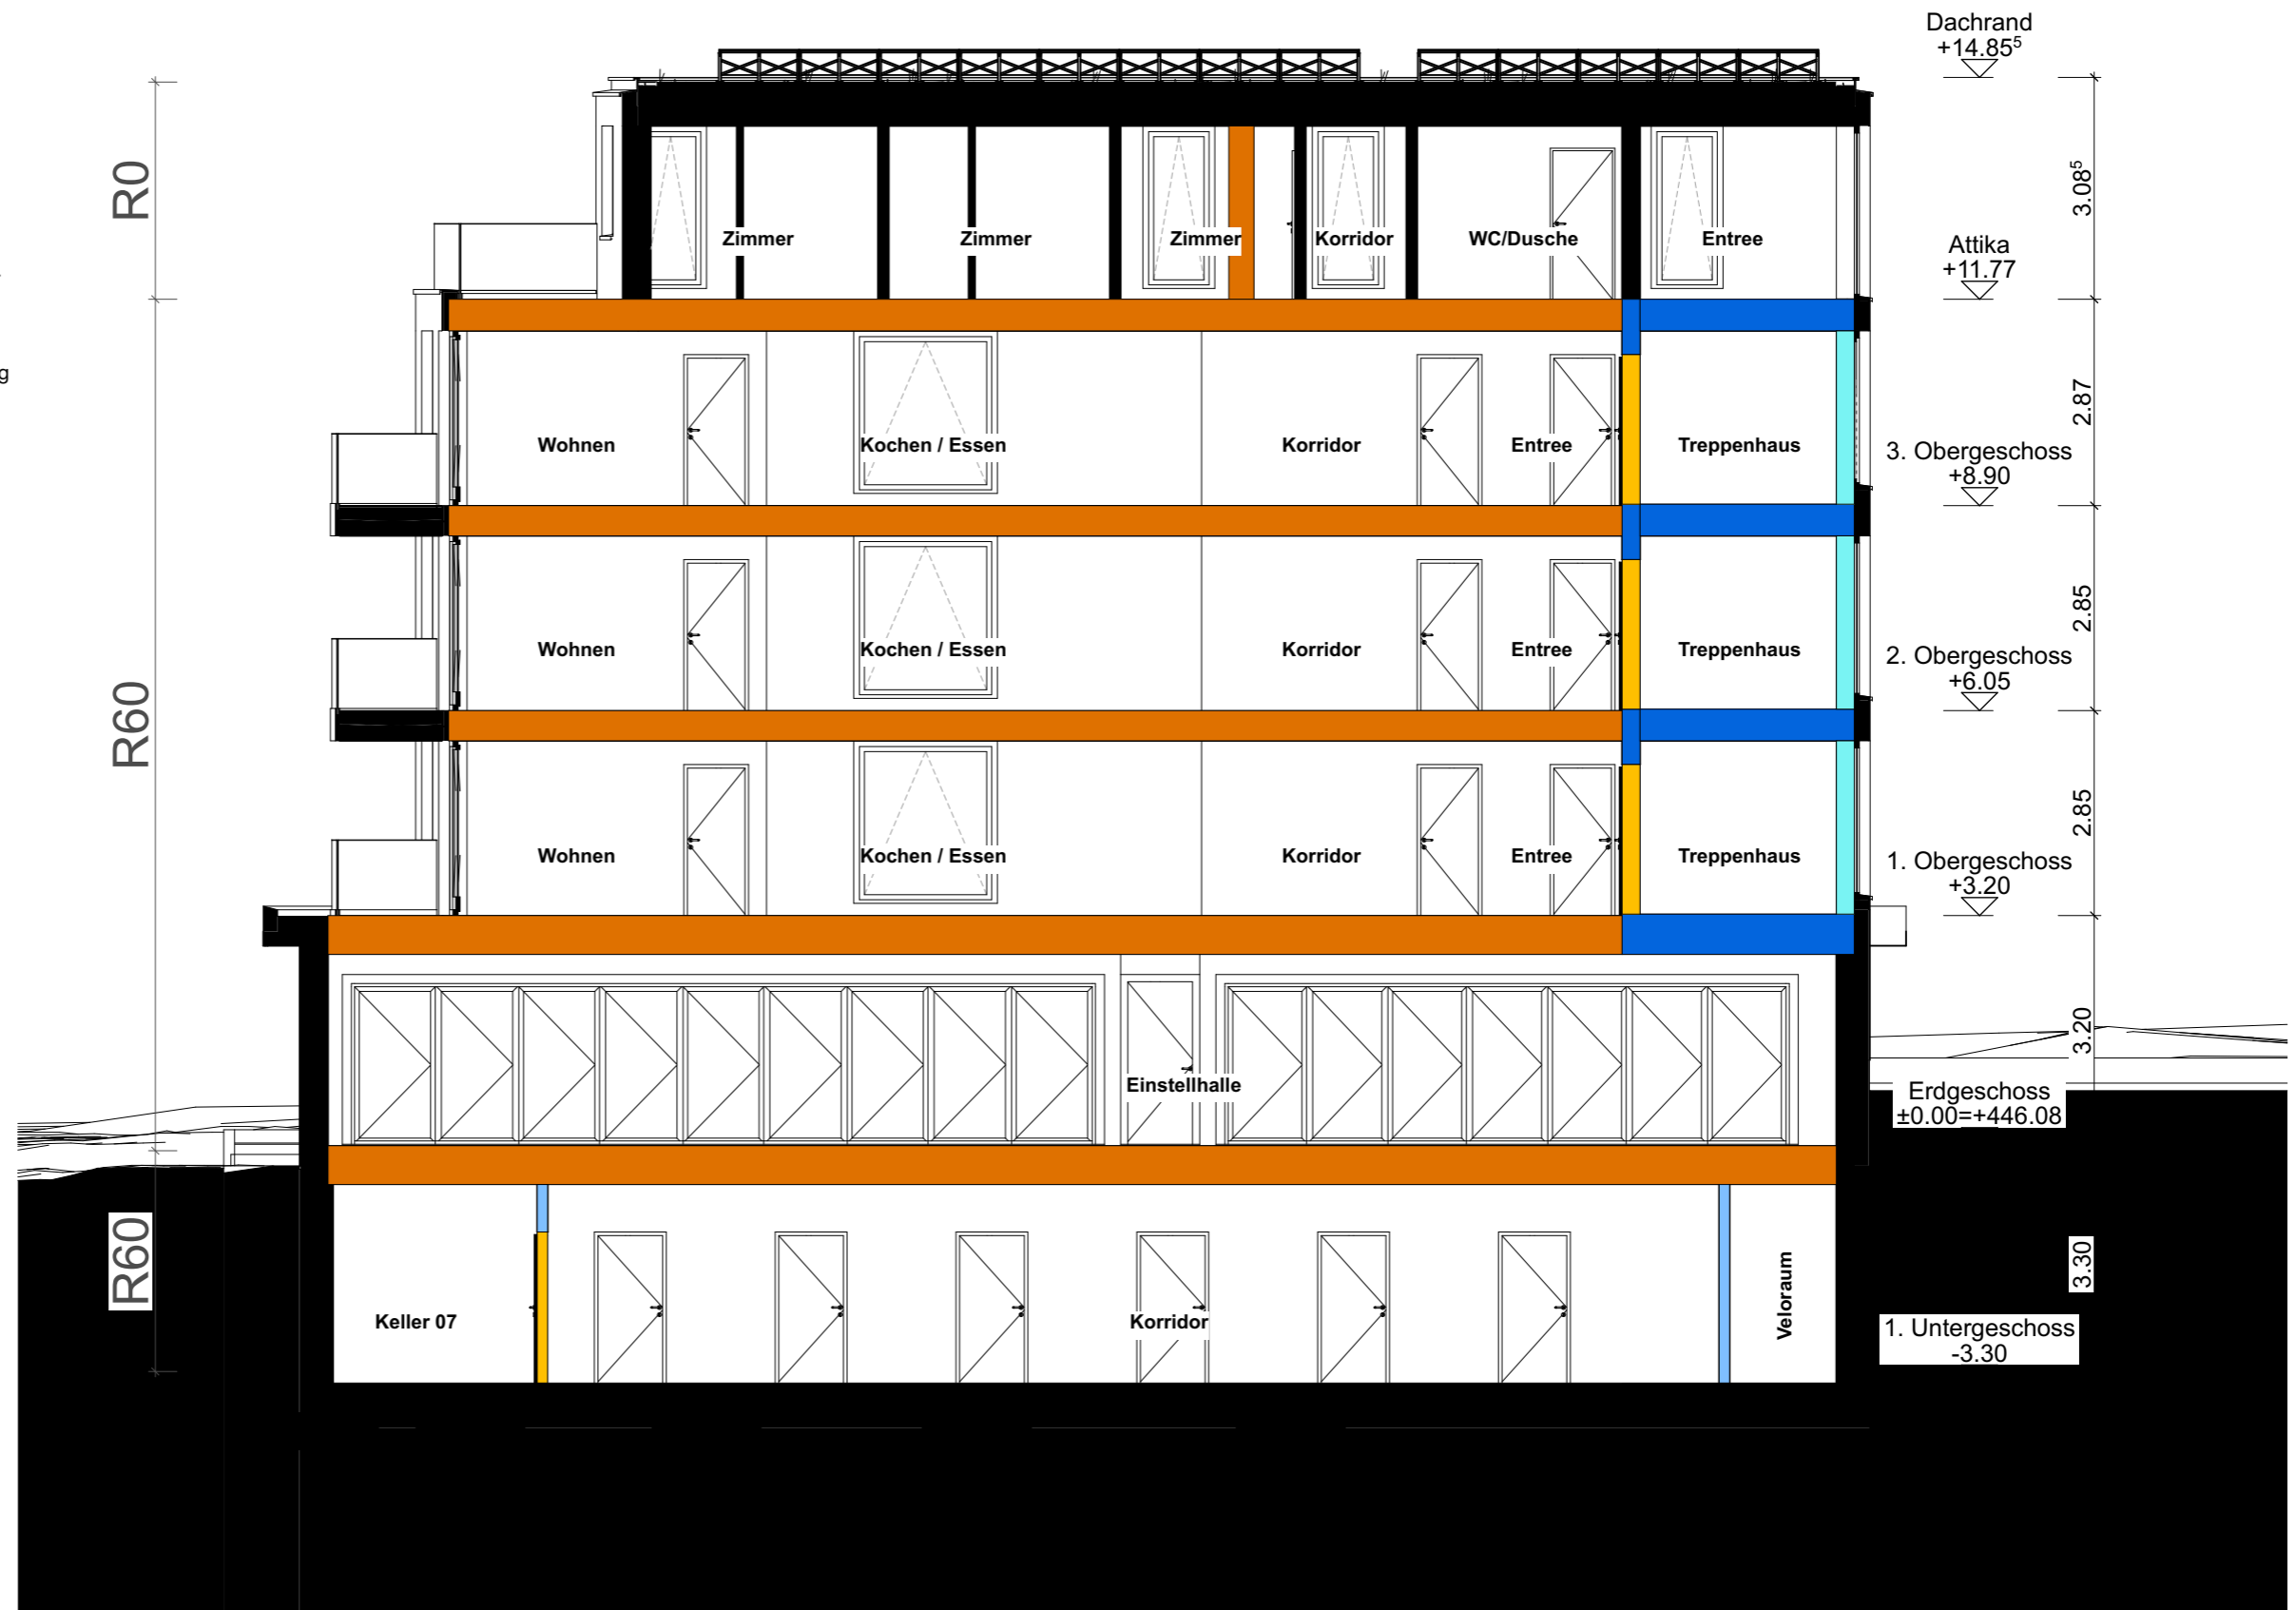 Dachrand
+14.85⁵
R0
3.08⁵
Zimmer
Zimmer
Zimmer
Korridor
WC/Dusche
Entree
Attika
+11.77
g
2.87
Wohnen
Kochen / Essen
Korridor
Entree
Treppenhaus
3. Obergeschoss
+8.90
R60
2.85
Wohnen
Kochen / Essen
Korridor
Entree
Treppenhaus
2. Obergeschoss
+6.05
2.85
Wohnen
Kochen / Essen
Korridor
Entree
Treppenhaus
1. Obergeschoss
+3.20
3.20
Einstellhalle
Erdgeschoss
±0.00=+446.08
R60
3.30
Keller 07
Korridor
Veloraum
1. Untergeschoss
-3.30